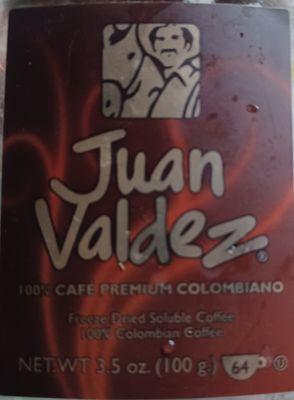 Juan
Valdez®
100% CAFÉ PREMIUM COLOMBIANO
Freeze Dried Soluble Coffee
100% Colombian Coffee
NET.WT 3.5 oz. (100 g.) 64 U